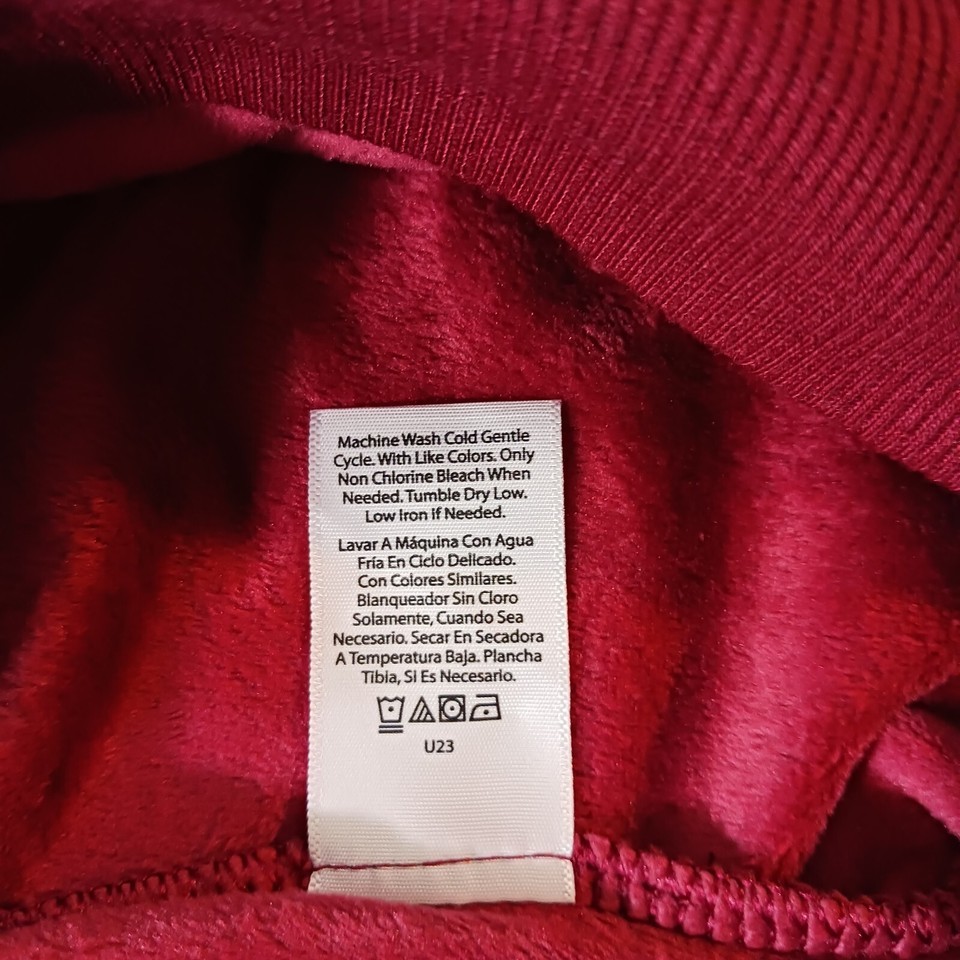 Machine Wash Cold Gentle
Cycle. With Like Colors. Only
Non Chlorine Bleach When
Needed. Tumble Dry Low.
Low Iron if Needed.
Lavar A Máquina Con Agua
Fría En Ciclo Delicado.
Con Colores Similares.
Blanqueador Sin Cloro
Solamente, Cuando Sea
Necesario. Secar En Secadora
A Temperatura Baja. Plancha
Tibia, Si Es Necesario.
U23